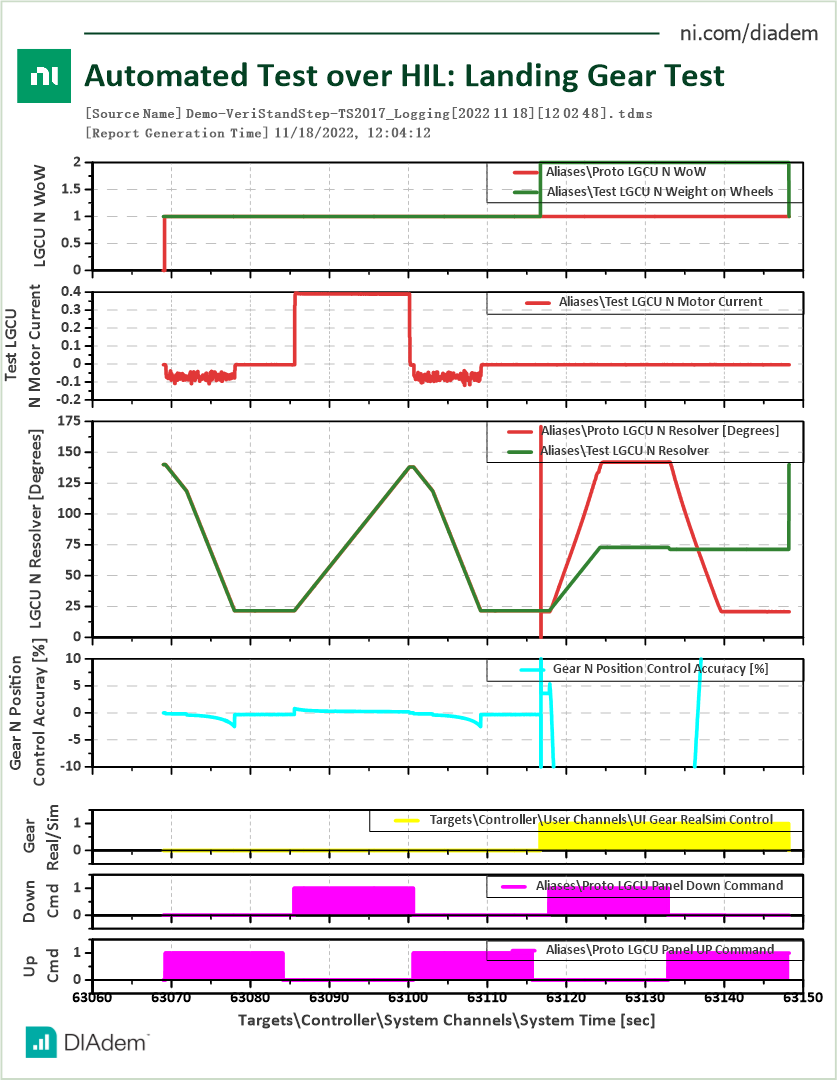 ni.com/diadem
ni
Automated Test over HIL: Landing Gear Test
[Source Name] Demo-VeriStandStep-TS2017_Logging[2022 11 18][12 02 48].tdms
[Report Generation Time] 11/18/2022, 12:04:12
LGCU N WoW
2
1.5
1
0.5
0
Aliases\Proto LGCU N WoW
Aliases\Test LGCU N Weight on Wheels
Test LGCU
N Motor Current
0.4
0.3
0.2
0.1
0
-0.1
-0.2
Aliases\Test LGCU N Motor Current
LGCU N Resolver [Degrees]
175
150
125
100
75
50
25
0
Aliases\Proto LGCU N Resolver [Degrees]
Aliases\Test LGCU N Resolver
Gear N Position
Control Accuray [%]
10
5
0
-5
-10
Gear N Position Control Accuracy [%]
Gear
Real/Sim
1
0
Targets\Controller\User Channels\UI Gear RealSim Control
Down
Cmd
1
0
Aliases\Proto LGCU Panel Down Command
Up
Cmd
1
0
Aliases\Proto LGCU Panel UP Command
63060 63070 63080 63090 63100 63110 63120 63130 63140 63150
Targets\Controller\System Channels\System Time [sec]
DIAdem™